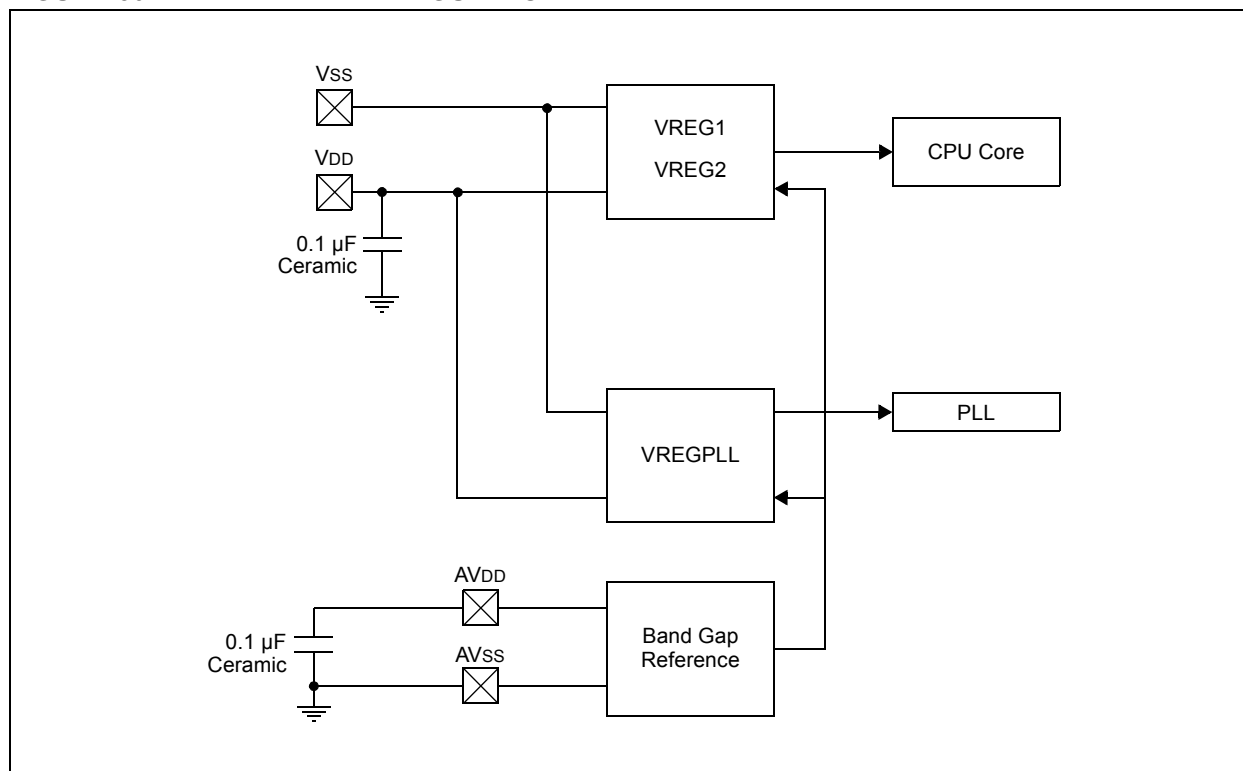 VSS
VREG1
VREG2
CPU Core
VDD
0.1 µF
Ceramic
VREGPLL
PLL
AVDD
AVSS
0.1 µF
Ceramic
Band Gap
Reference